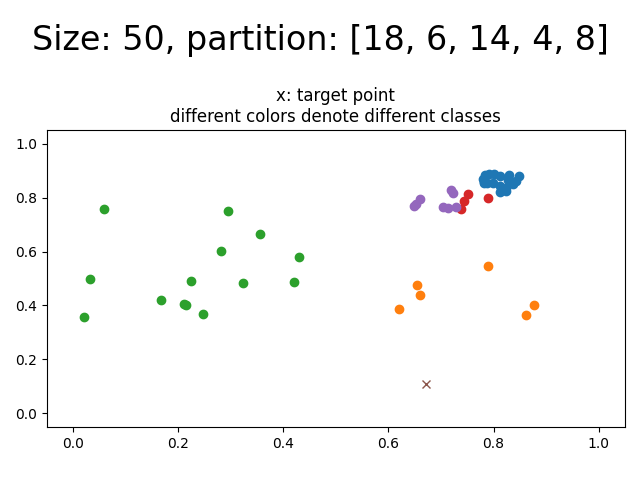 Size: 50, partition: [18, 6, 14, 4, 8]
x: target point
different colors denote different classes
1.0
0.8
0.6
0.4
0.2
0.0
0.0 0.2 0.4 0.6 0.8 1.0